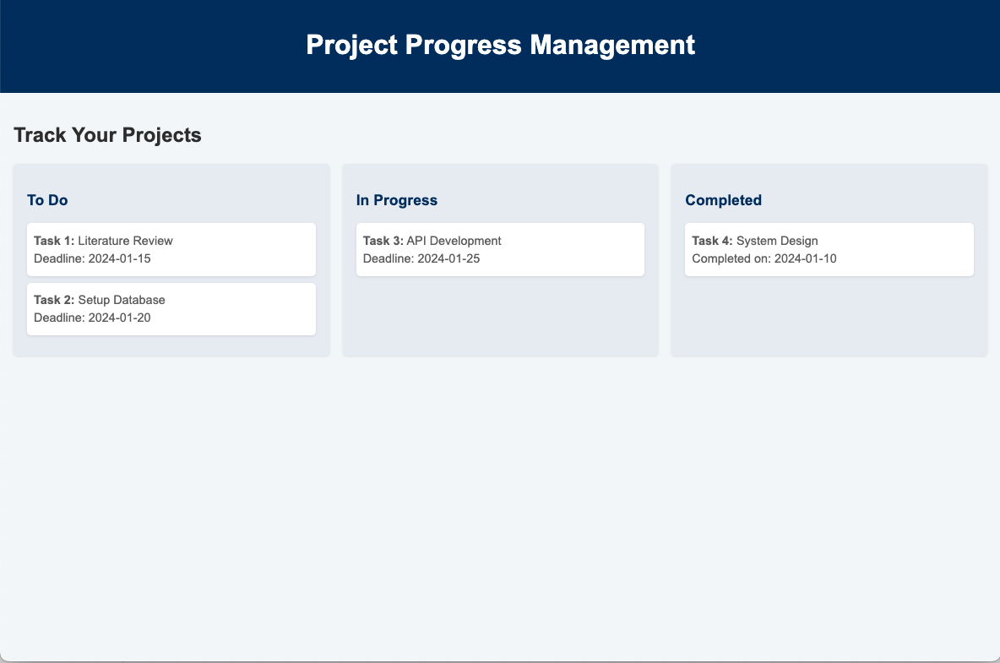 Project Progress Management
Track Your Projects
To Do
Task 1: Literature Review
Deadline: 2024-01-15
Task 2: Setup Database
Deadline: 2024-01-20
In Progress
Task 3: API Development
Deadline: 2024-01-25
Completed
Task 4: System Design
Completed on: 2024-01-10